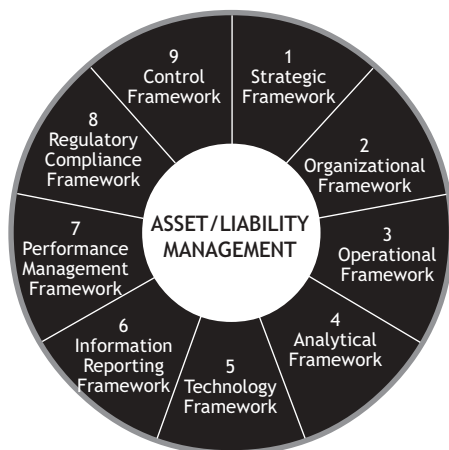 1
Strategic
Framework
2
Organizational
Framework
3
Operational
Framework
4
Analytical
Framework
5
Technology
Framework
6
Information
Reporting
Framework
7
Performance
Management
Framework
8
Regulatory
Compliance
Framework
9
Control
Framework
ASSET/LIABILITY
MANAGEMENT